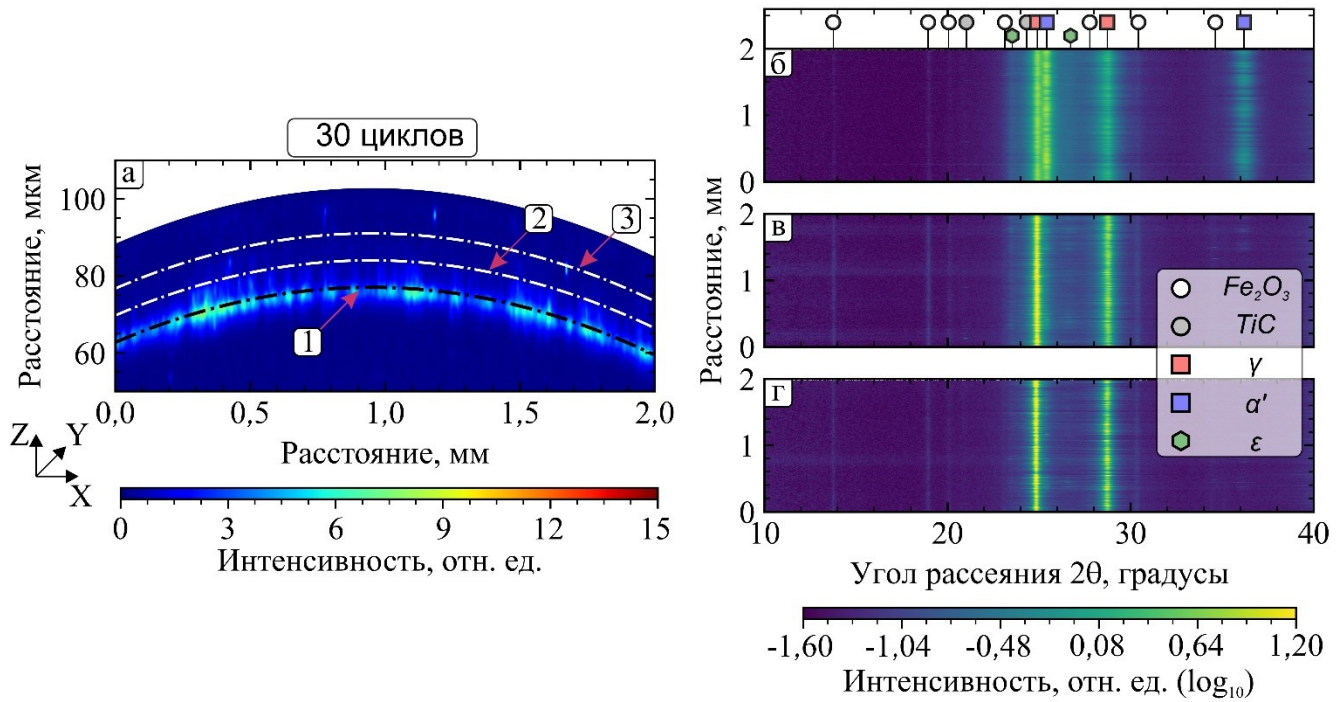 30 циклов
а
Расстояние, мкм
100
80
60
1
2
3
0,0
0,5
1,0
1,5
2,0
Расстояние, мм
Z
Y
X
0
3
6
9
12
15
Интенсивность, отн. ед.
б
2
1
0
в
2
1
0
г
2
1
0
Расстояние, мм
Fe₂O₃
TiC
γ
α′
ε
10
20
30
40
Угол рассеяния 2θ, градусы
-1,60
-1,04
-0,48
0,08
0,64
1,20
Интенсивность, отн. ед. (log₁₀)